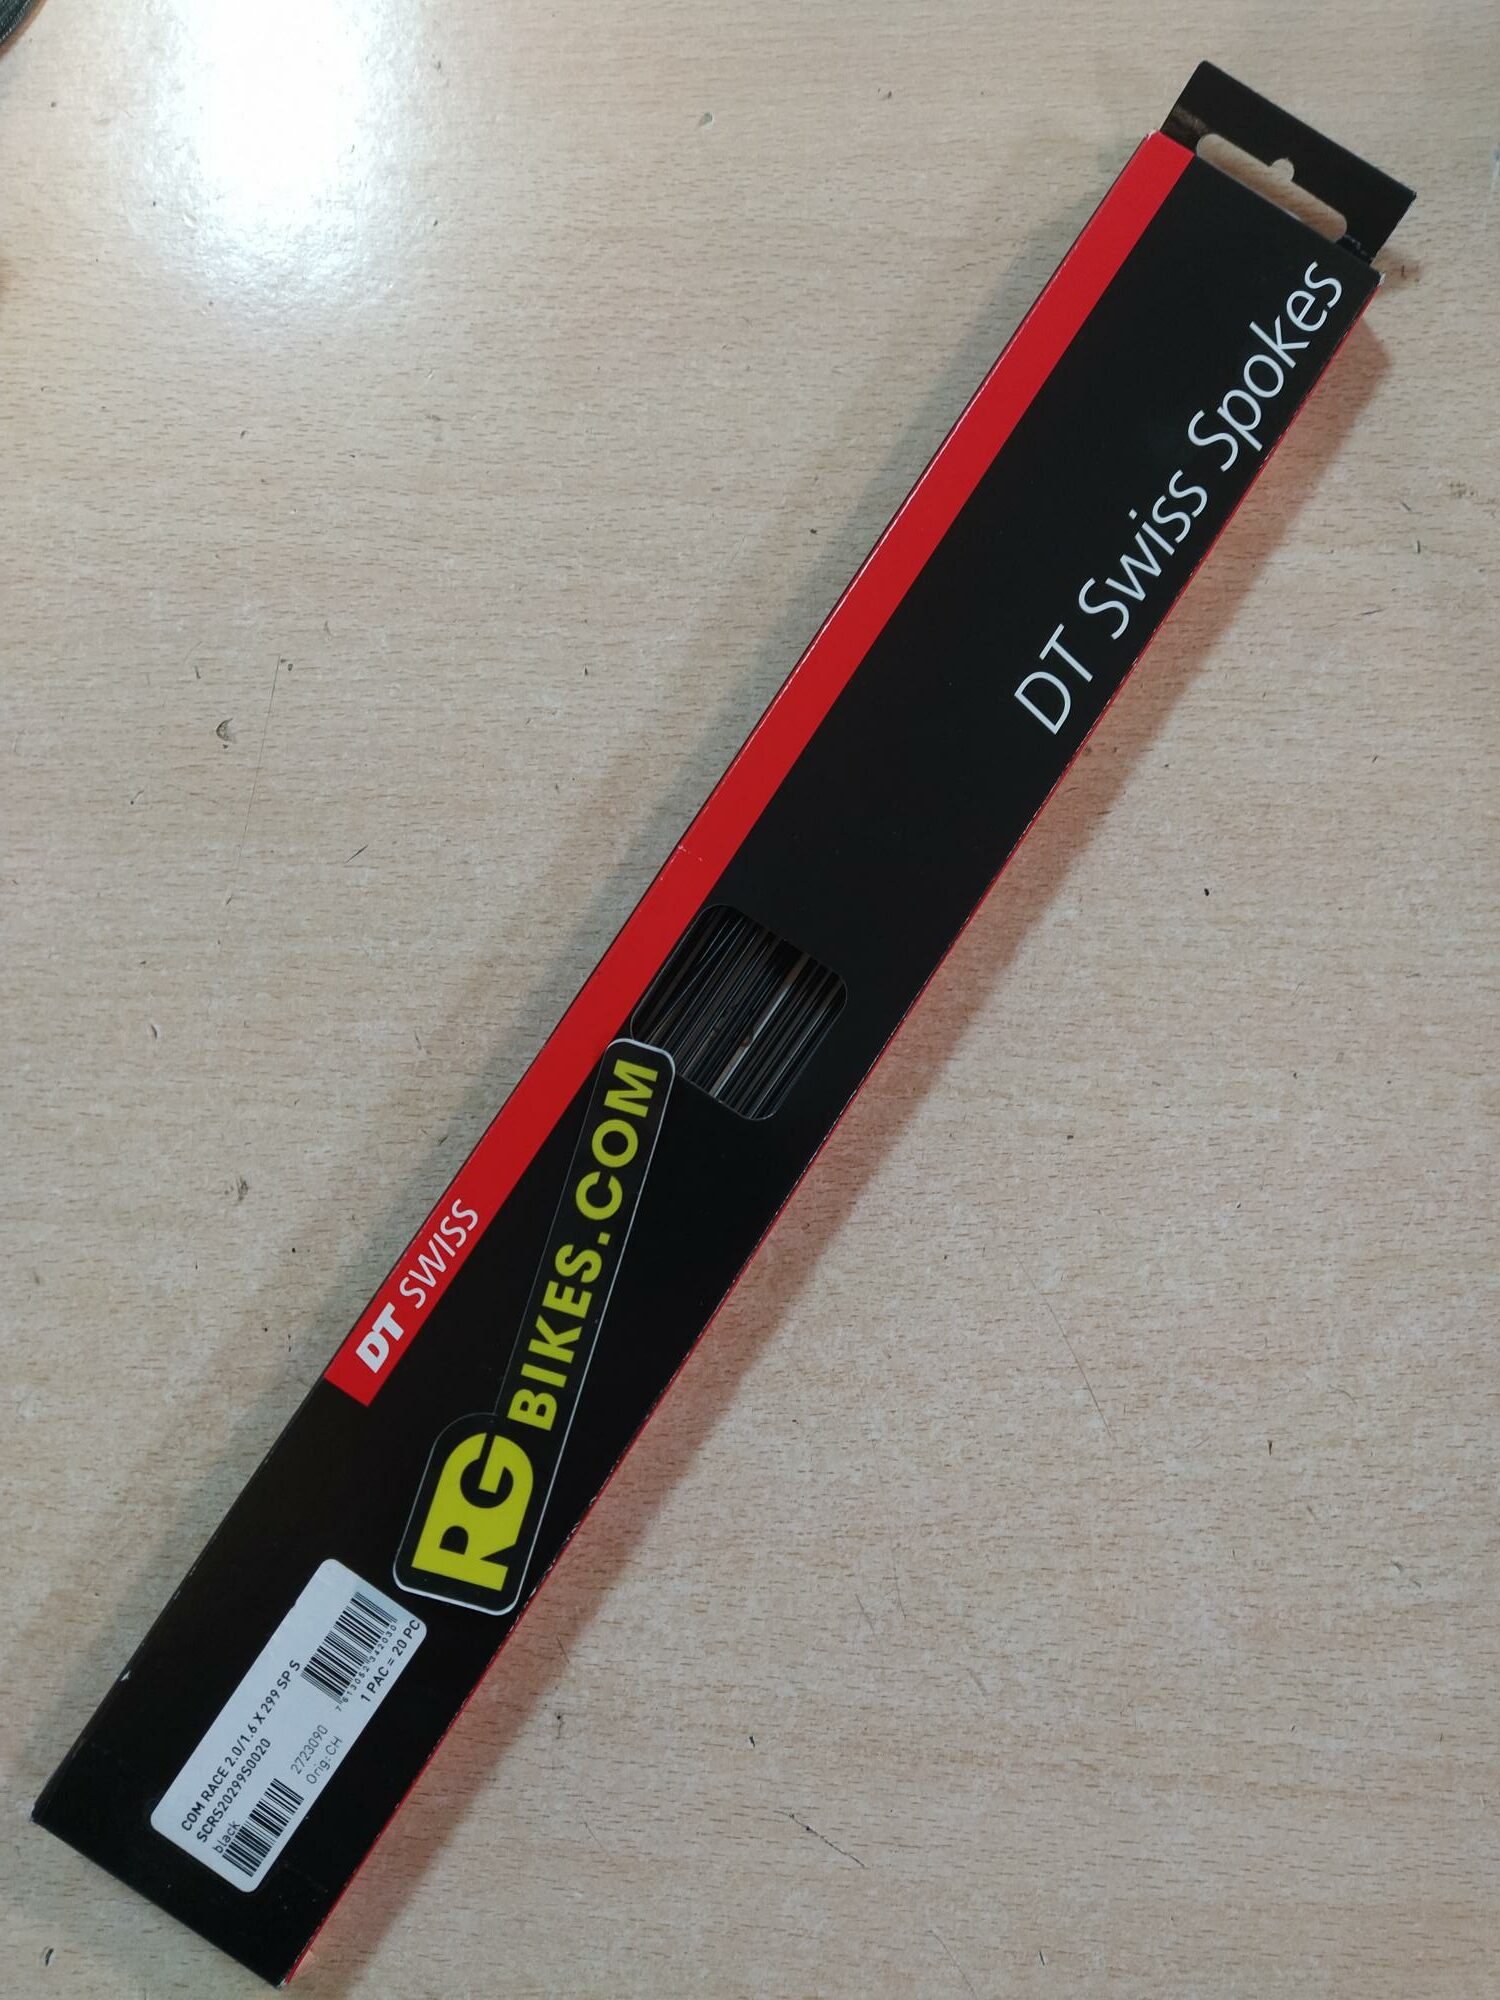 DT Swiss Spokes
DT SWISS
RG BIKES.COM
COM RACE 2.0/1.6 X 299 SP S
SCRS20299S0020
black
2723090
Orig: CH
7613052342030
1 PAC = 20 PC